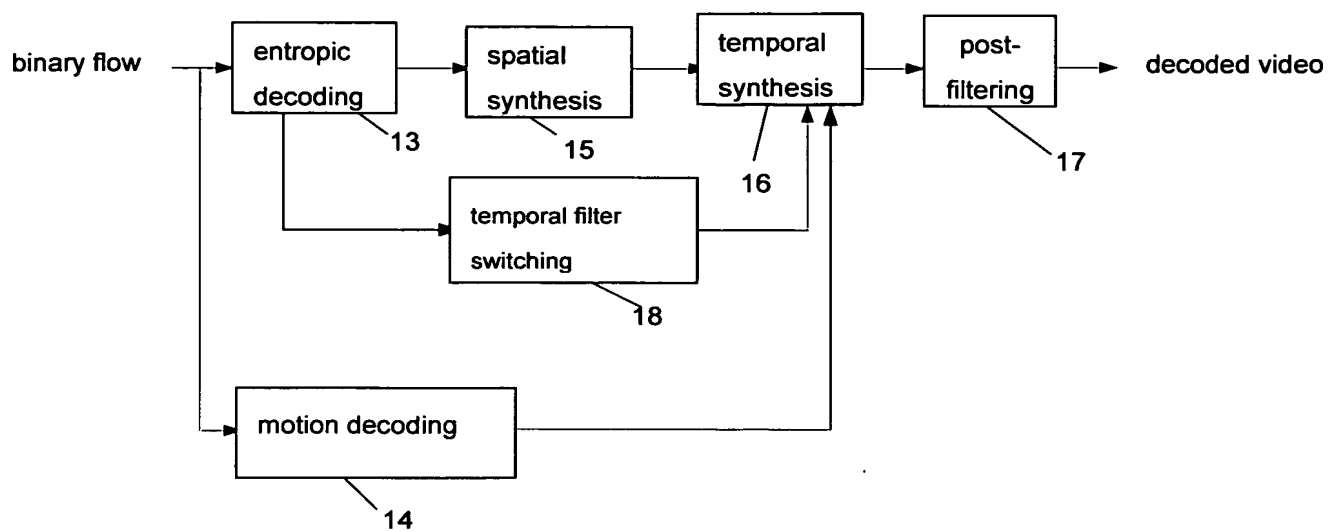 binary flow
entropic
decoding
13
spatial
synthesis
15
temporal
synthesis
16
post-
filtering
17
decoded video
temporal filter
switching
18
motion decoding
14